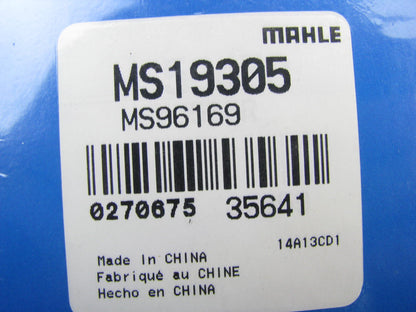 MAHLE
MS19305
MS96169
0270675 35641
14A13CD1
Made In CHINA
Fabriqué au CHINE
Hecho en CHINA